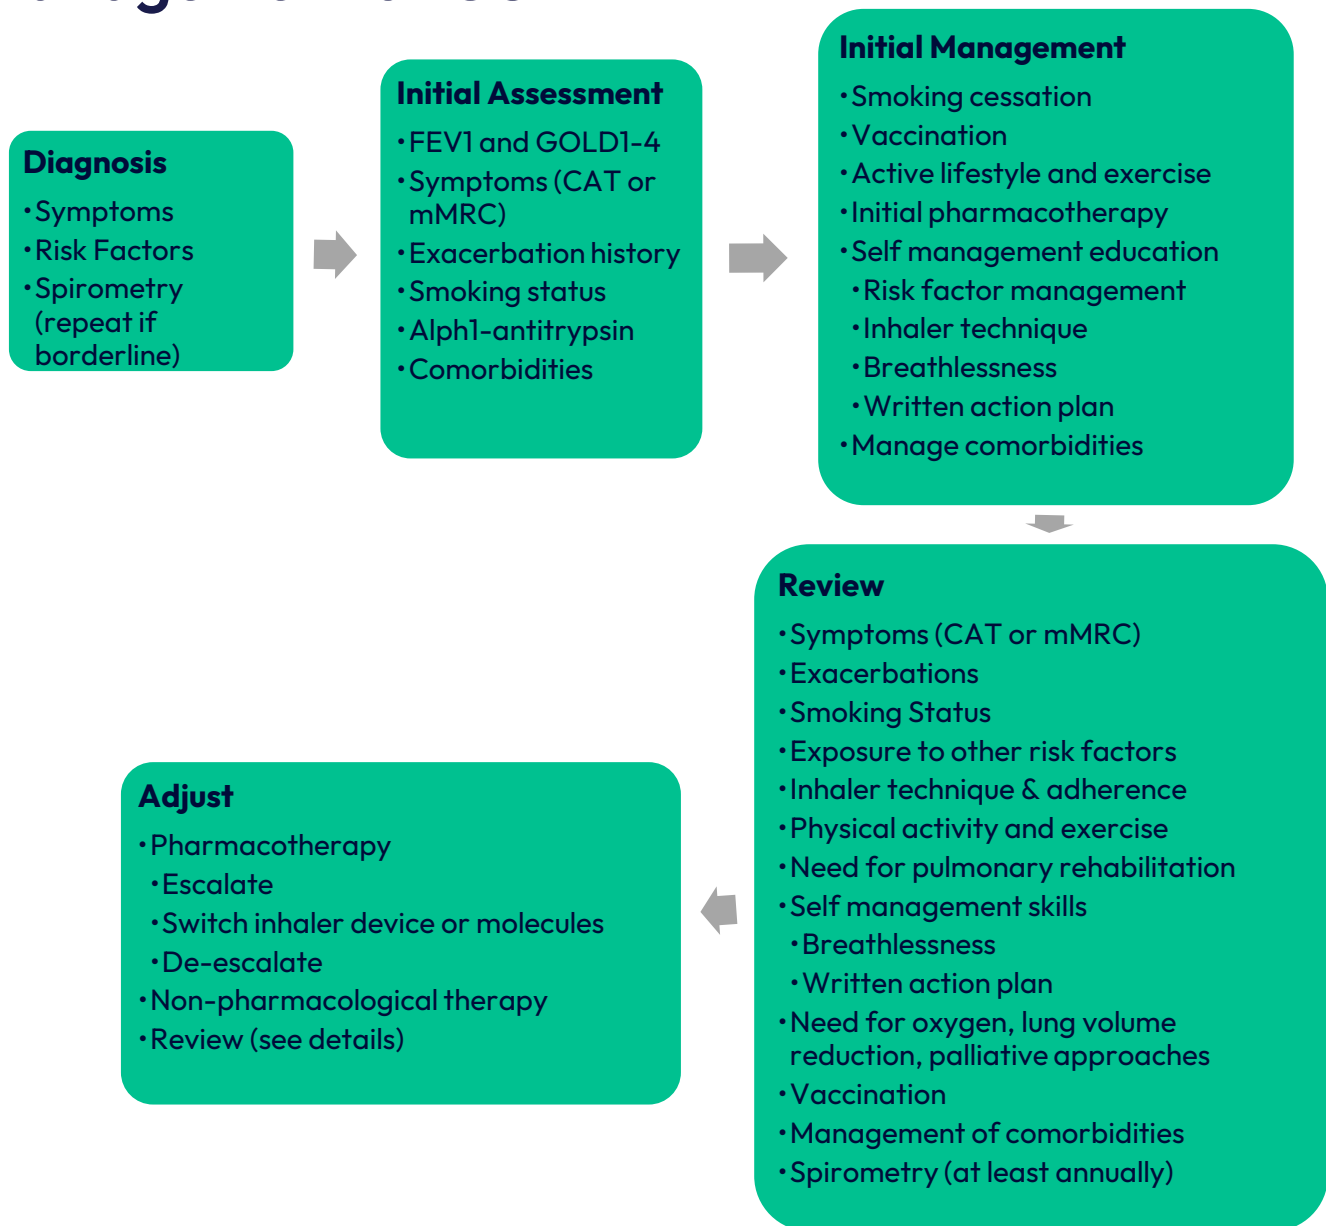 Diagnosis
•Symptoms
•Risk Factors
•Spirometry
(repeat if
borderline)
Initial Assessment
•FEV1 and GOLD1-4
•Symptoms (CAT or
mMRC)
•Exacerbation history
•Smoking status
•Alph1-antitrypsin
•Comorbidities
Initial Management
•Smoking cessation
•Vaccination
•Active lifestyle and exercise
•Initial pharmacotherapy
•Self management education
•Risk factor management
•Inhaler technique
•Breathlessness
•Written action plan
•Manage comorbidities
Review
•Symptoms (CAT or mMRC)
•Exacerbations
•Smoking Status
•Exposure to other risk factors
•Inhaler technique & adherence
•Physical activity and exercise
•Need for pulmonary rehabilitation
•Self management skills
•Breathlessness
•Written action plan
•Need for oxygen, lung volume
reduction, palliative approaches
•Vaccination
•Management of comorbidities
•Spirometry (at least annually)
Adjust
•Pharmacotherapy
•Escalate
•Switch inhaler device or molecules
•De-escalate
•Non-pharmacological therapy
•Review (see details)